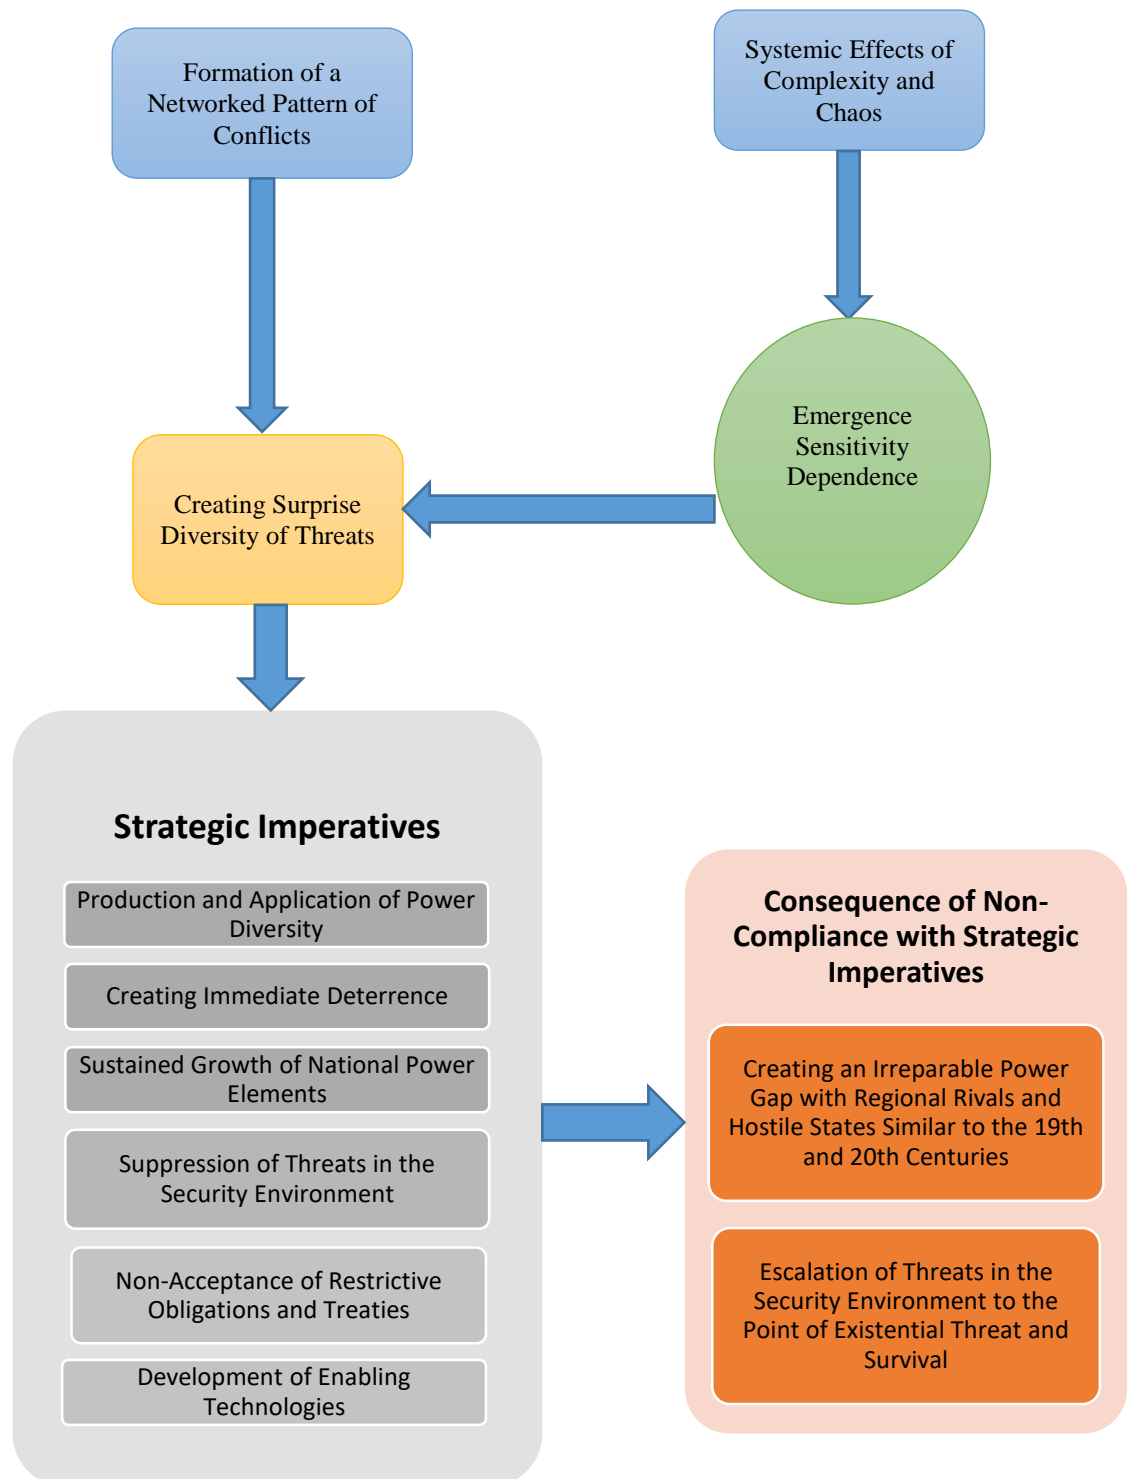 Formation of a
Networked Pattern of
Conflicts
Systemic Effects of
Complexity and
Chaos
Emergence
Sensitivity
Dependence
Creating Surprise
Diversity of Threats
Strategic Imperatives
Production and Application of Power
Diversity
Creating Immediate Deterrence
Sustained Growth of National Power
Elements
Suppression of Threats in the
Security Environment
Non-Acceptance of Restrictive
Obligations and Treaties
Development of Enabling
Technologies
Consequence of Non-
Compliance with Strategic
Imperatives
Creating an Irreparable Power
Gap with Regional Rivals and
Hostile States Similar to the 19th
and 20th Centuries
Escalation of Threats in the
Security Environment to the
Point of Existential Threat and
Survival